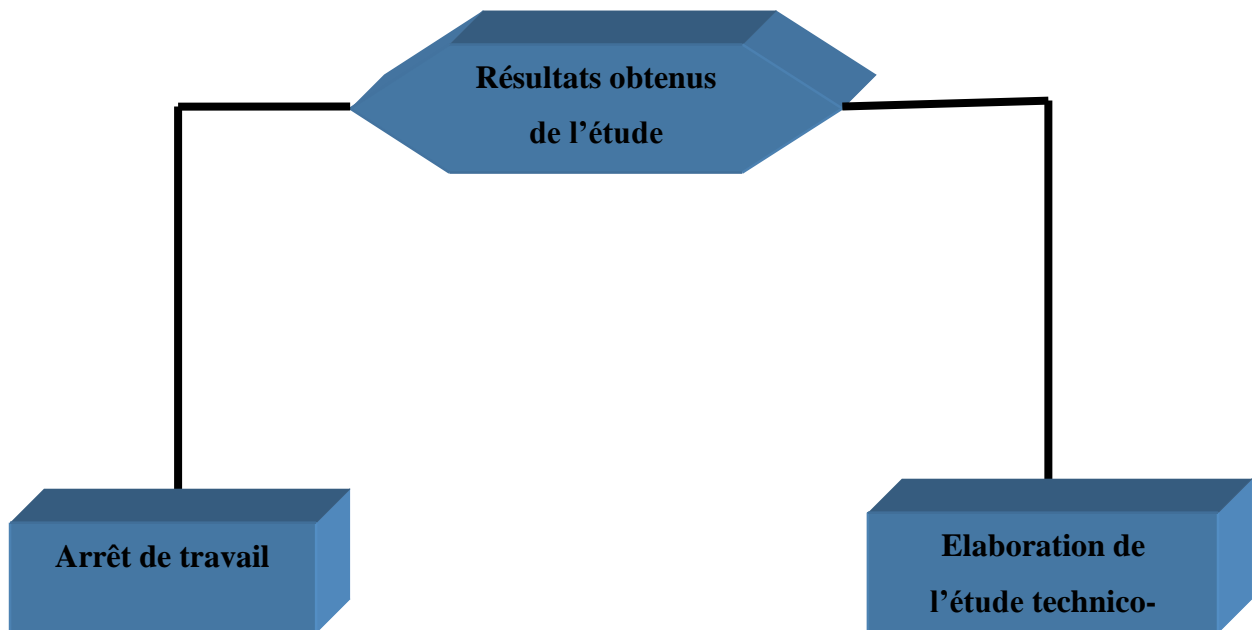 Résultats obtenus
de l’étude
Arrêt de travail
Elaboration de
l’étude technico-